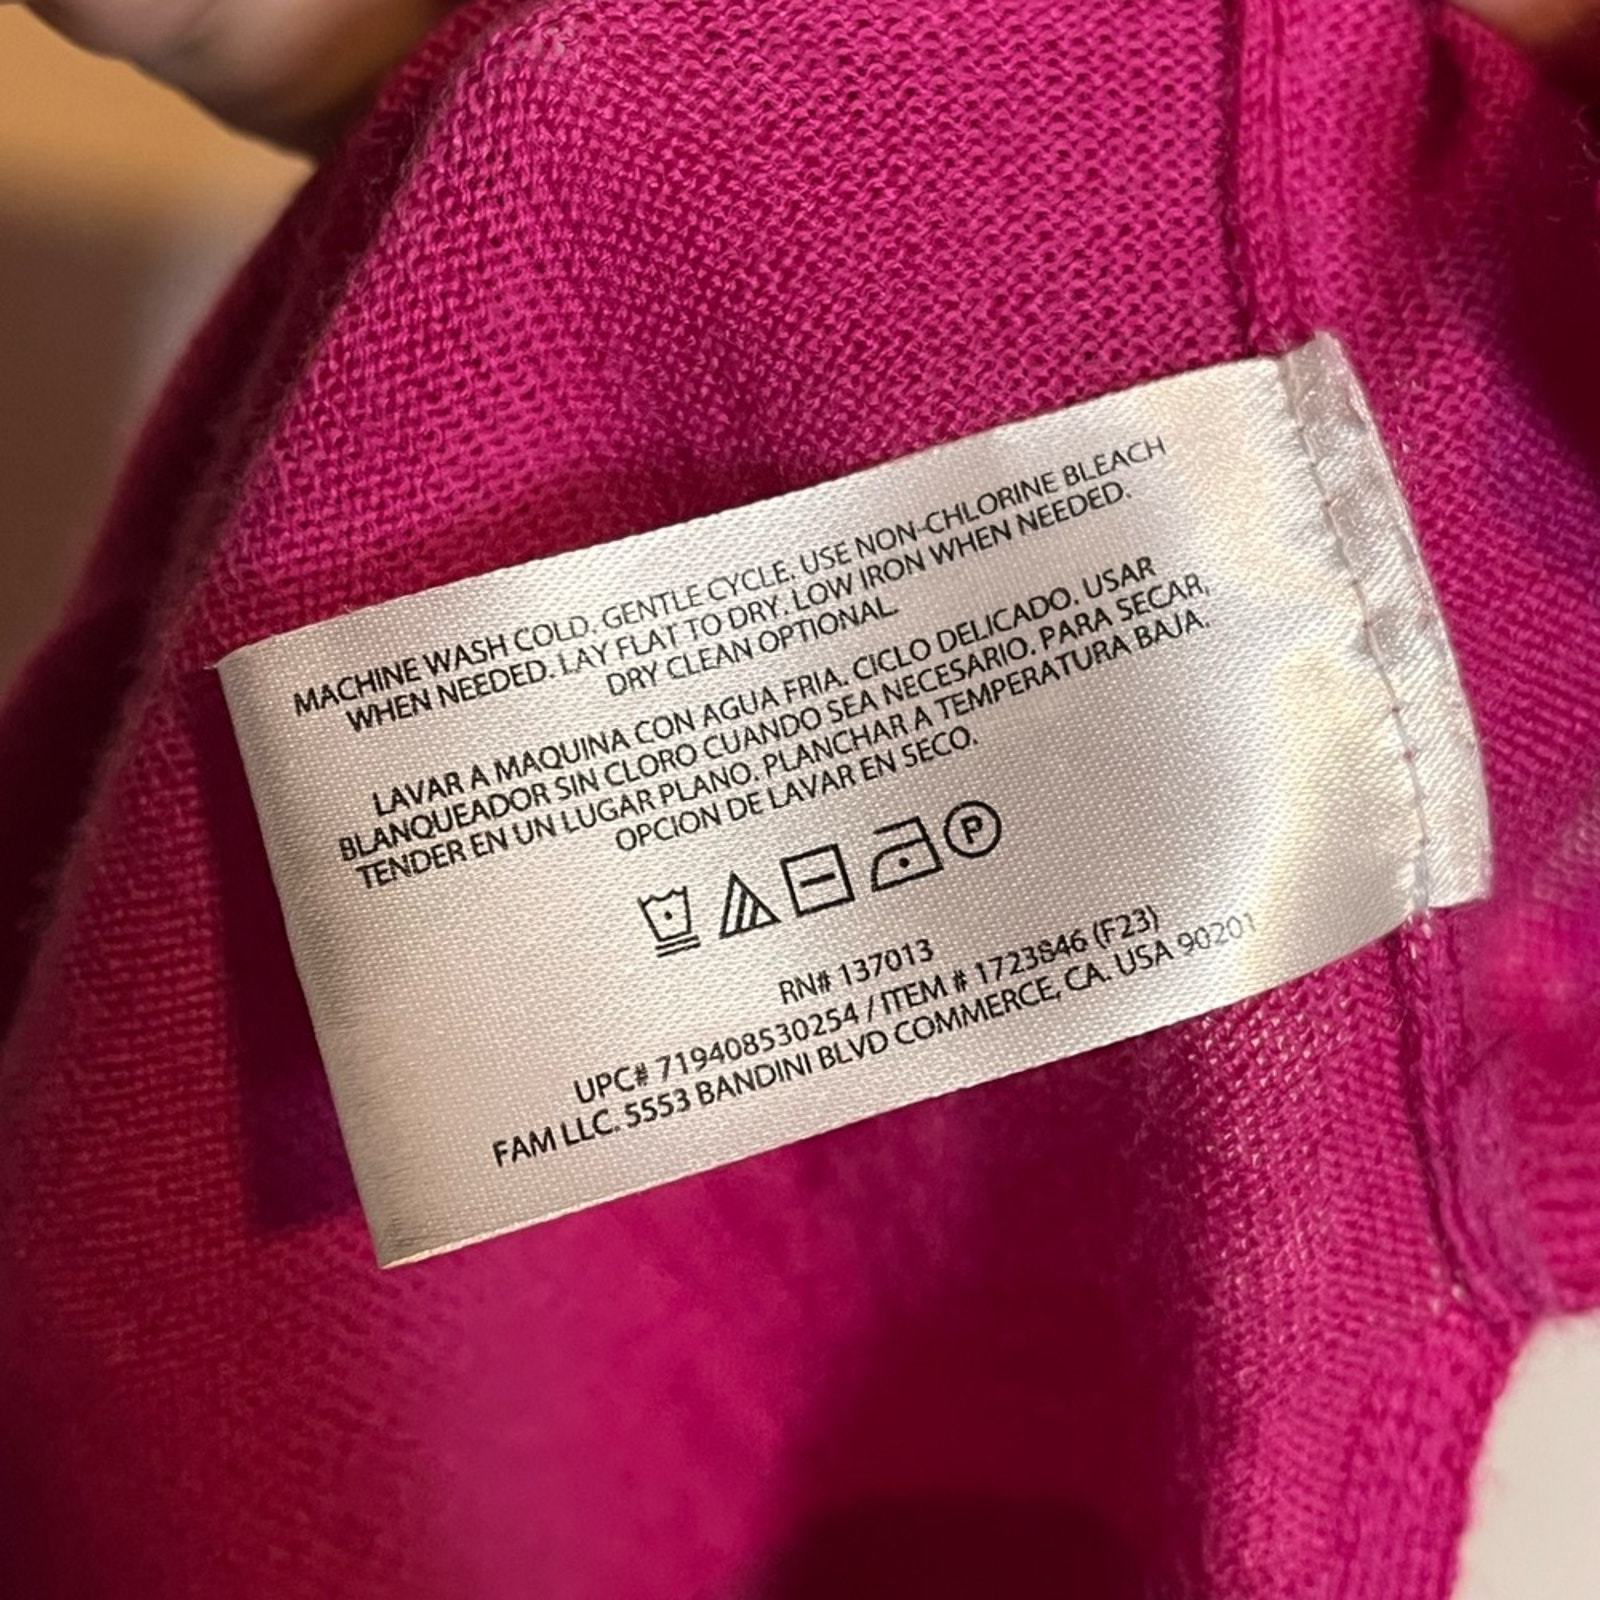 MACHINE WASH COLD. GENTLE CYCLE. USE NON-CHLORINE BLEACH
WHEN NEEDED. LAY FLAT TO DRY. LOW IRON WHEN NEEDED.
DRY CLEAN OPTIONAL.
LAVAR A MAQUINA CON AGUA FRIA. CICLO DELICADO. USAR
BLANQUEADOR SIN CLORO CUANDO SEA NECESARIO. PARA SECAR,
TENDER EN UN LUGAR PLANO. PLANCHAR A TEMPERATURA BAJA.
OPCION DE LAVAR EN SECO.
P
RN# 137013
UPC# 719408530254 / ITEM # 1723846 (F23)
FAM LLC. 5553 BANDINI BLVD COMMERCE, CA. USA 90201